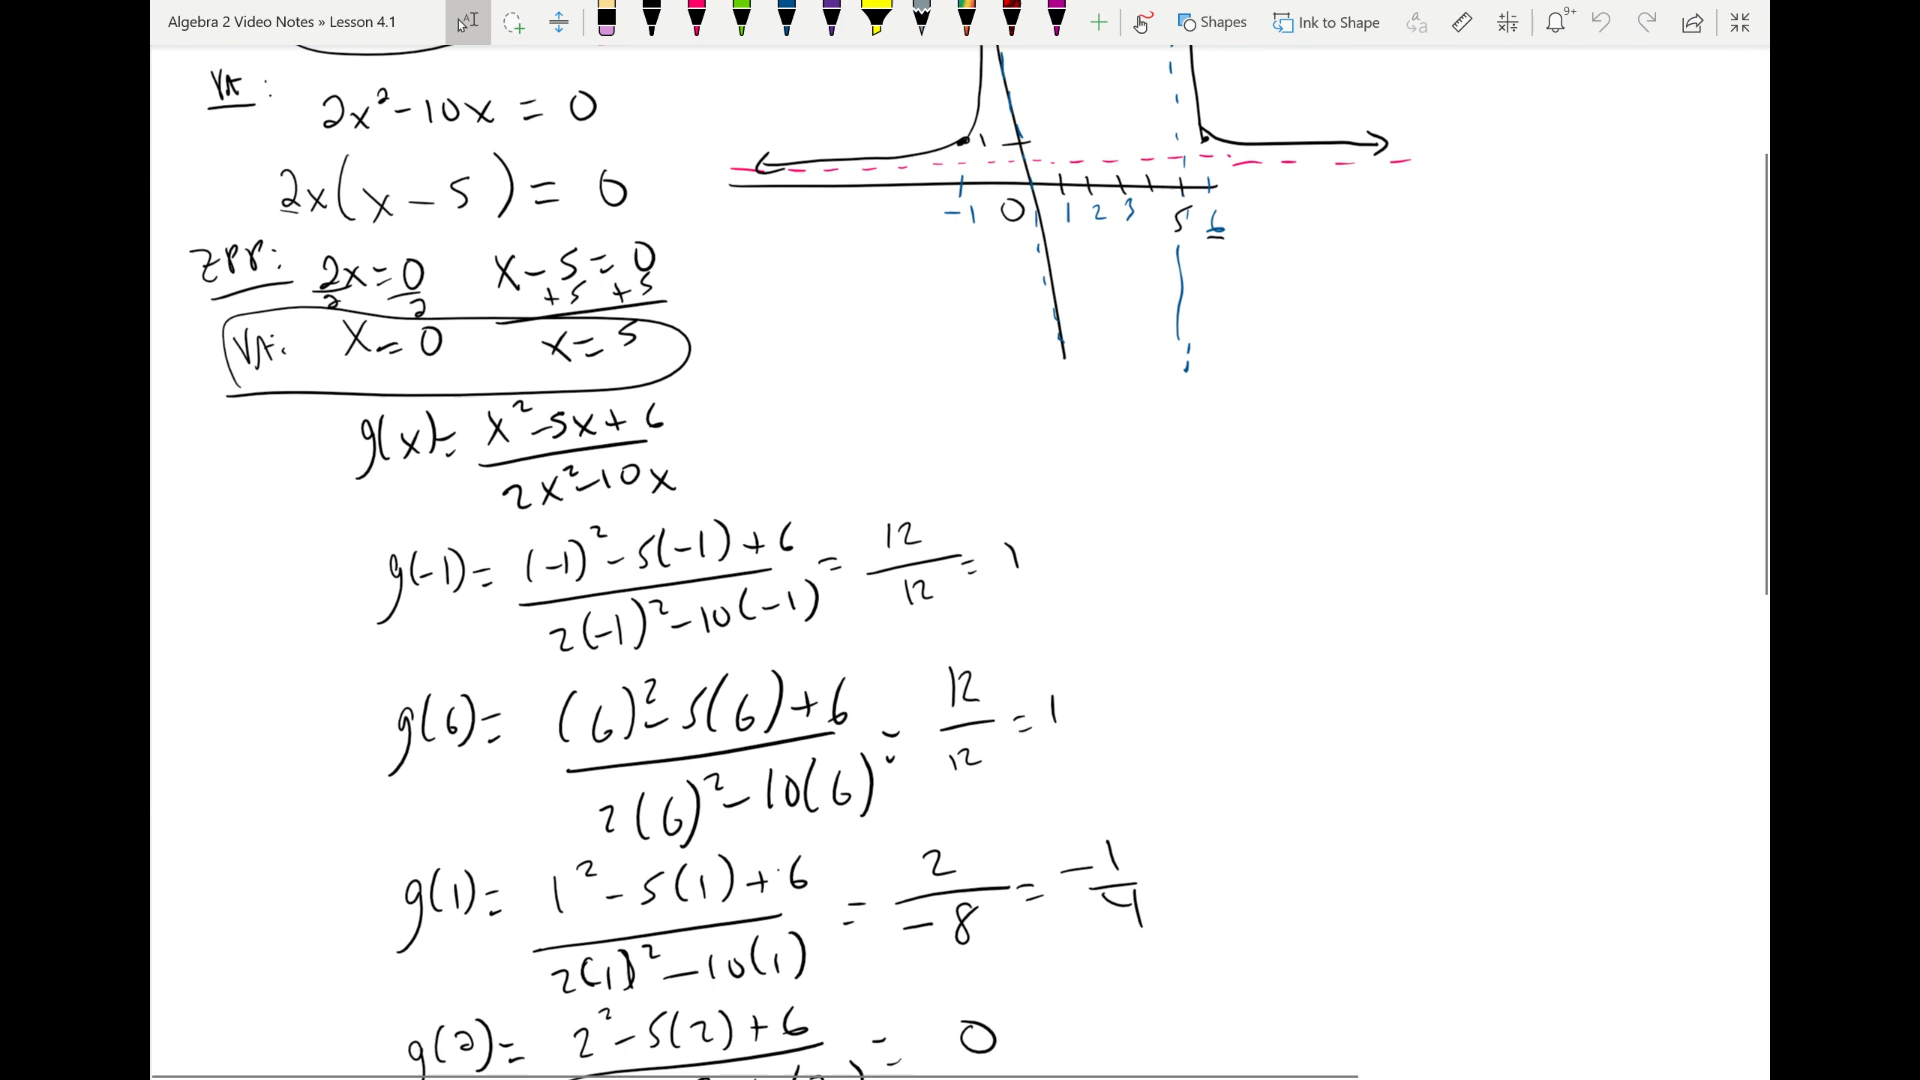 Algebra 2 Video Notes » Lesson 4.1
Shapes
Ink to Shape
9+
VA:
2x²-10x = 0
2x(x-5) = 0
ZPP:
2x=0
2 2
x-5=0
+5 +5
VA: x=0 x=5
1
-1 0 1 2 3 5 6
g(x)= x²-5x+6
2x²-10x
g(-1)= (-1)²-5(-1)+6 = 12 = 1
2(-1)²-10(-1) 12
g(6)= (6)²-5(6)+6 = 12 = 1
2(6)²-10(6) 12
g(1)= 1²-5(1)+6 = 2 = -1
2(1)²-10(1) -8 4
g(2)= 2²-5(2)+6 = 0